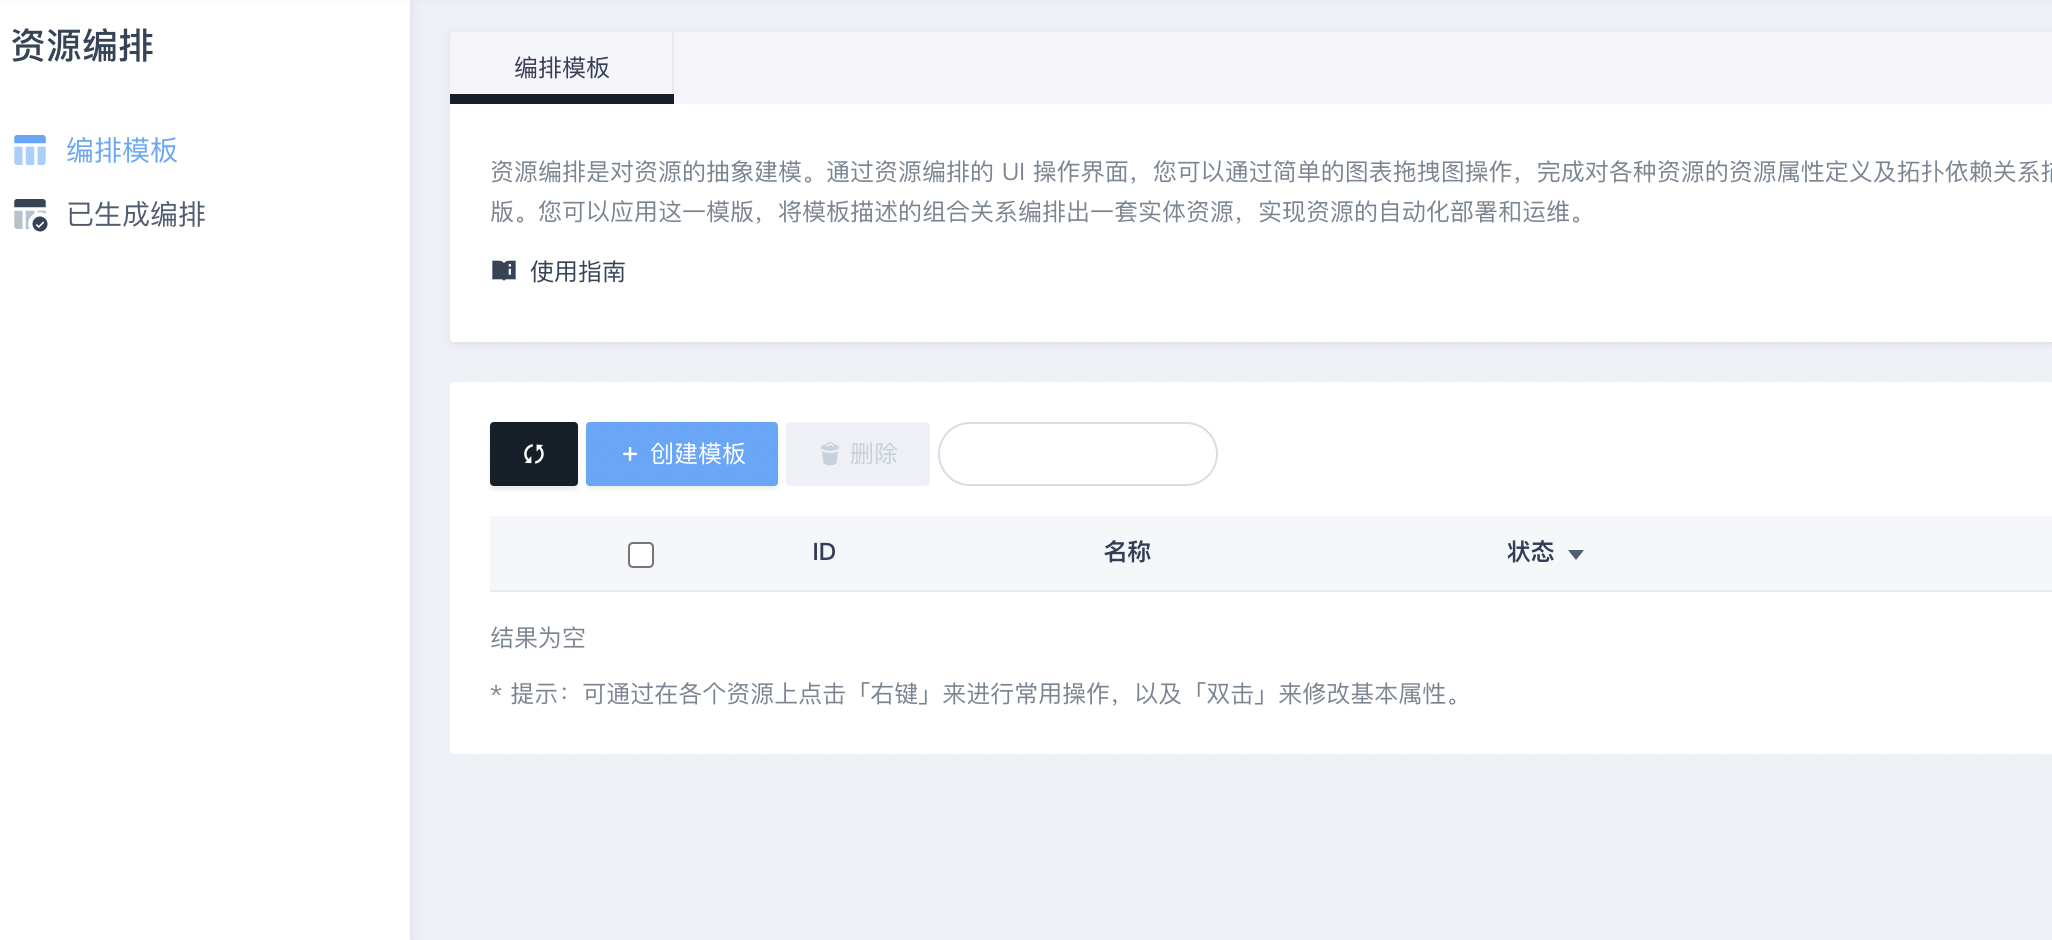 资源编排
编排模板
已生成编排
编排模板
资源编排是对资源的抽象建模。通过资源编排的 UI 操作界面，您可以通过简单的图表拖拽图操作，完成对各种资源的资源属性定义及拓扑依赖关系描
版。您可以应用这一模版，将模板描述的组合关系编排出一套实体资源，实现资源的自动化部署和运维。
使用指南
+ 创建模板 删除
ID 名称 状态
结果为空
* 提示：可通过在各个资源上点击「右键」来进行常用操作，以及「双击」来修改基本属性。